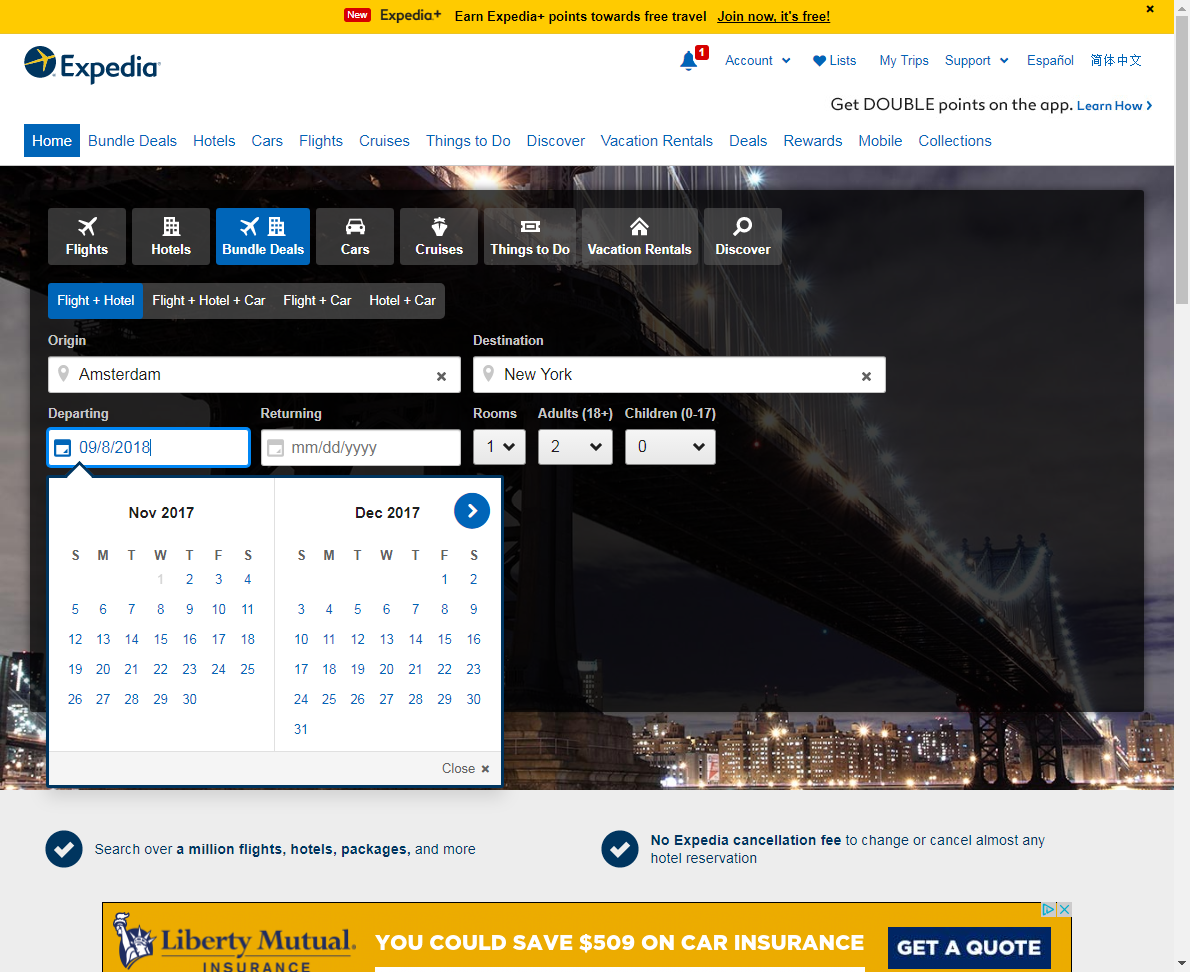 New Expedia+ Earn Expedia+ points towards free travel Join now, it's free!
Expedia
1 Account Lists My Trips Support Español 简体中文
Get DOUBLE points on the app. Learn How
Home Bundle Deals Hotels Cars Flights Cruises Things to Do Discover Vacation Rentals Deals Rewards Mobile Collections
Flights Hotels Bundle Deals Cars Cruises Things to Do Vacation Rentals Discover
Flight + Hotel Flight + Hotel + Car Flight + Car Hotel + Car
Origin Destination
Amsterdam New York
Departing Returning Rooms Adults (18+) Children (0-17)
09/8/2018 mm/dd/yyyy 1 2 0
Nov 2017 Dec 2017
S M T W T F S S M T W T F S
1 2 3 4 1 2
5 6 7 8 9 10 11 3 4 5 6 7 8 9
12 13 14 15 16 17 18 10 11 12 13 14 15 16
19 20 21 22 23 24 25 17 18 19 20 21 22 23
26 27 28 29 30 24 25 26 27 28 29 30
31
Close
Search over a million flights, hotels, packages, and more
No Expedia cancellation fee to change or cancel almost any
hotel reservation
Liberty Mutual.
INSURANCE
YOU COULD SAVE $509 ON CAR INSURANCE
GET A QUOTE